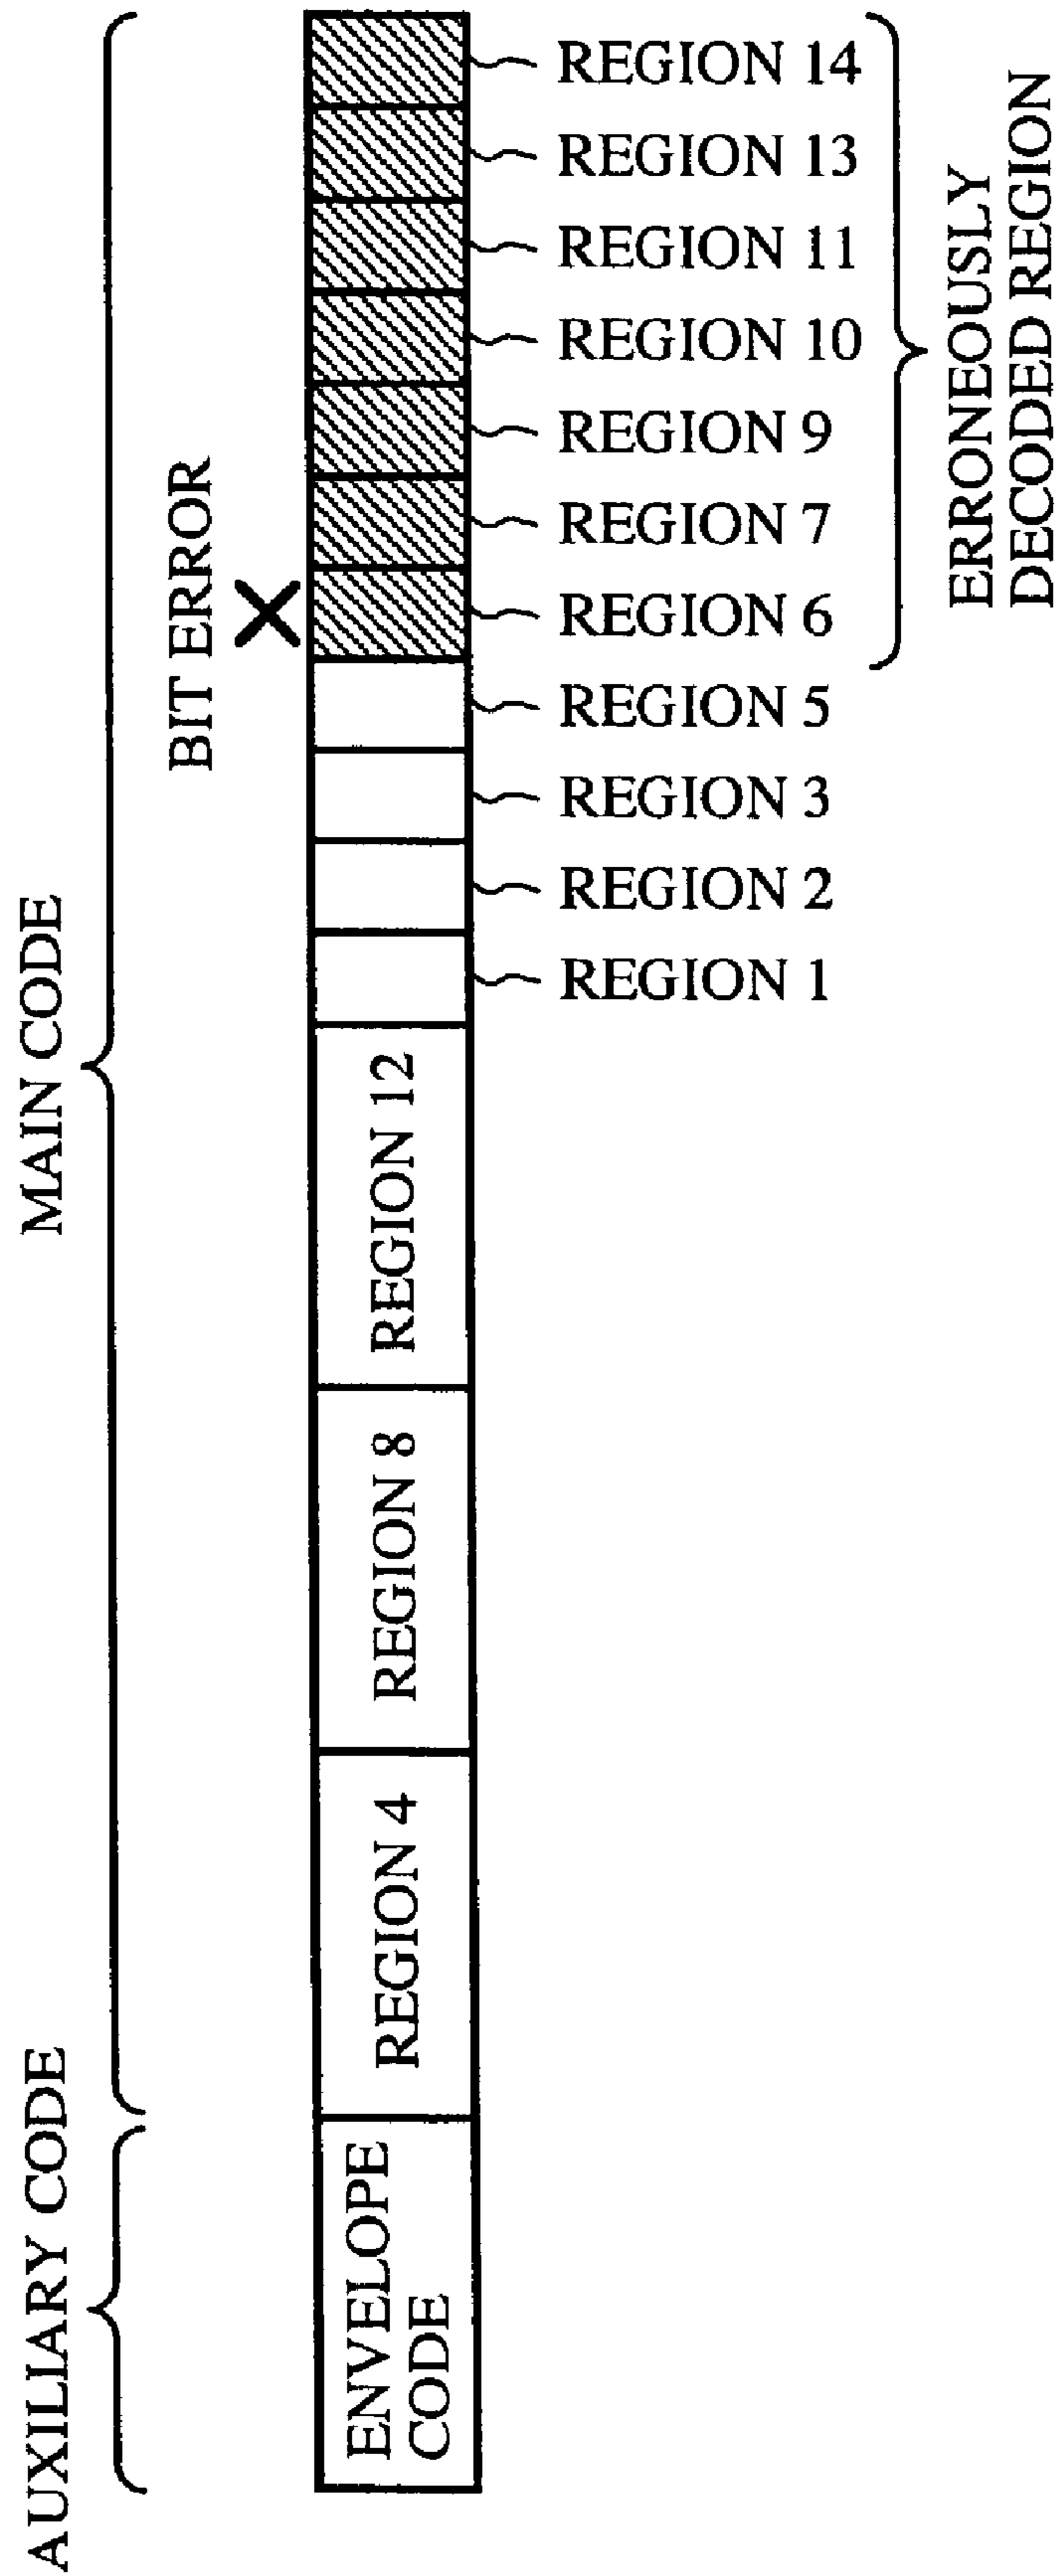 AUXILIARY CODE
MAIN CODE
BIT ERROR
ENVELOPE
CODE
REGION 4
REGION 8
REGION 12
REGION 1
REGION 2
REGION 3
REGION 5
REGION 6
REGION 7
REGION 9
REGION 10
REGION 11
REGION 13
REGION 14
ERRONEOUSLY
DECODED REGION